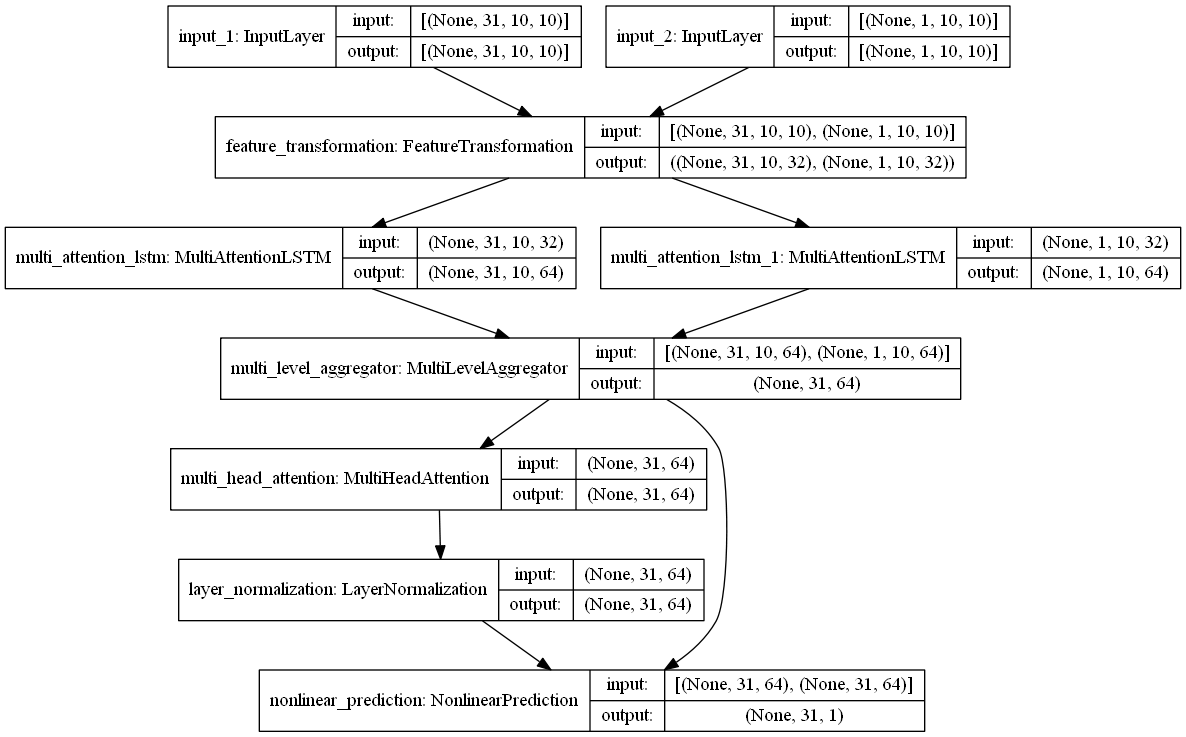 input_1: InputLayer
input: [(None, 31, 10, 10)]
output: [(None, 31, 10, 10)]
input_2: InputLayer
input: [(None, 1, 10, 10)]
output: [(None, 1, 10, 10)]
feature_transformation: FeatureTransformation
input: [(None, 31, 10, 10), (None, 1, 10, 10)]
output: ((None, 31, 10, 32), (None, 1, 10, 32))
multi_attention_lstm: MultiAttentionLSTM
input: (None, 31, 10, 32)
output: (None, 31, 10, 64)
multi_attention_lstm_1: MultiAttentionLSTM
input: (None, 1, 10, 32)
output: (None, 1, 10, 64)
multi_level_aggregator: MultiLevelAggregator
input: [(None, 31, 10, 64), (None, 1, 10, 64)]
output: (None, 31, 64)
multi_head_attention: MultiHeadAttention
input: (None, 31, 64)
output: (None, 31, 64)
layer_normalization: LayerNormalization
input: (None, 31, 64)
output: (None, 31, 64)
nonlinear_prediction: NonlinearPrediction
input: [(None, 31, 64), (None, 31, 64)]
output: (None, 31, 1)